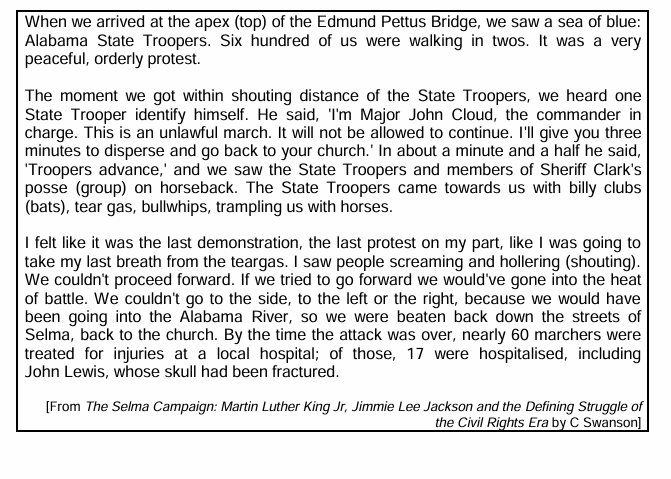 When we arrived at the apex (top) of the Edmund Pettus Bridge, we saw a sea of blue:
Alabama State Troopers. Six hundred of us were walking in twos. It was a very
peaceful, orderly protest.
The moment we got within shouting distance of the State Troopers, we heard one
State Trooper identify himself. He said, 'I'm Major John Cloud, the commander in
charge. This is an unlawful march. It will not be allowed to continue. I'll give you three
minutes to disperse and go back to your church.' In about a minute and a half he said,
'Troopers advance,' and we saw the State Troopers and members of Sheriff Clark's
posse (group) on horseback. The State Troopers came towards us with billy clubs
(bats), tear gas, bullwhips, trampling us with horses.
I felt like it was the last demonstration, the last protest on my part, like I was going to
take my last breath from the teargas. I saw people screaming and hollering (shouting).
We couldn't proceed forward. If we tried to go forward we would've gone into the heat
of battle. We couldn't go to the side, to the left or the right, because we would have
been going into the Alabama River, so we were beaten back down the streets of
Selma, back to the church. By the time the attack was over, nearly 60 marchers were
treated for injuries at a local hospital; of those, 17 were hospitalised, including
John Lewis, whose skull had been fractured.
[From The Selma Campaign: Martin Luther King Jr, Jimmie Lee Jackson and the Defining Struggle of
the Civil Rights Era by C Swanson]